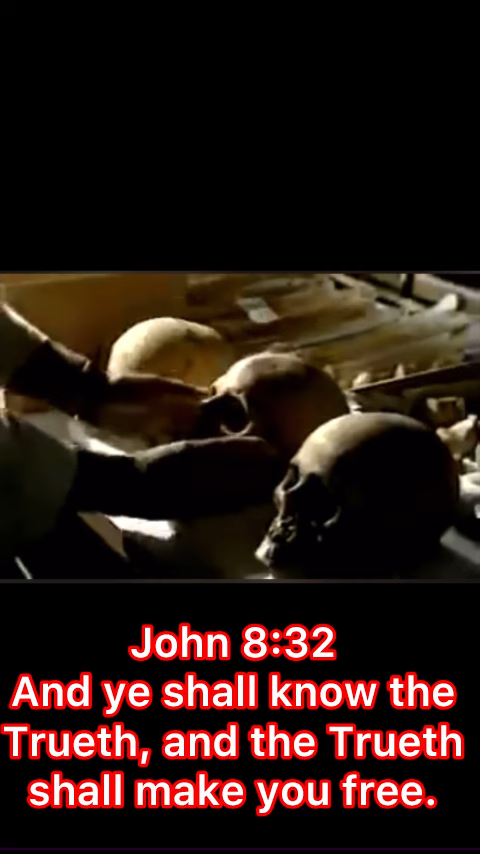 John 8:32
And ye shall know the
Trueth, and the Trueth
shall make you free.